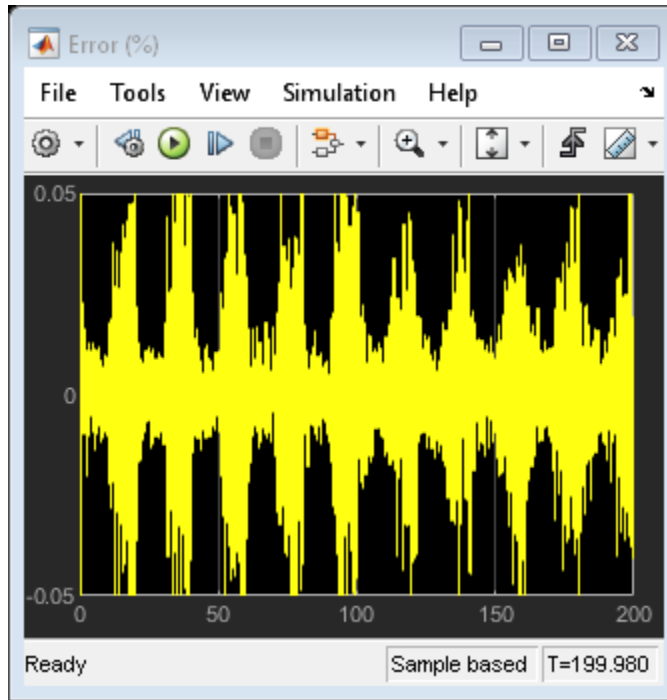 Error (%)
File Tools View Simulation Help
0.05
0
-0.05
0 50 100 150 200
Ready Sample based T=199.980